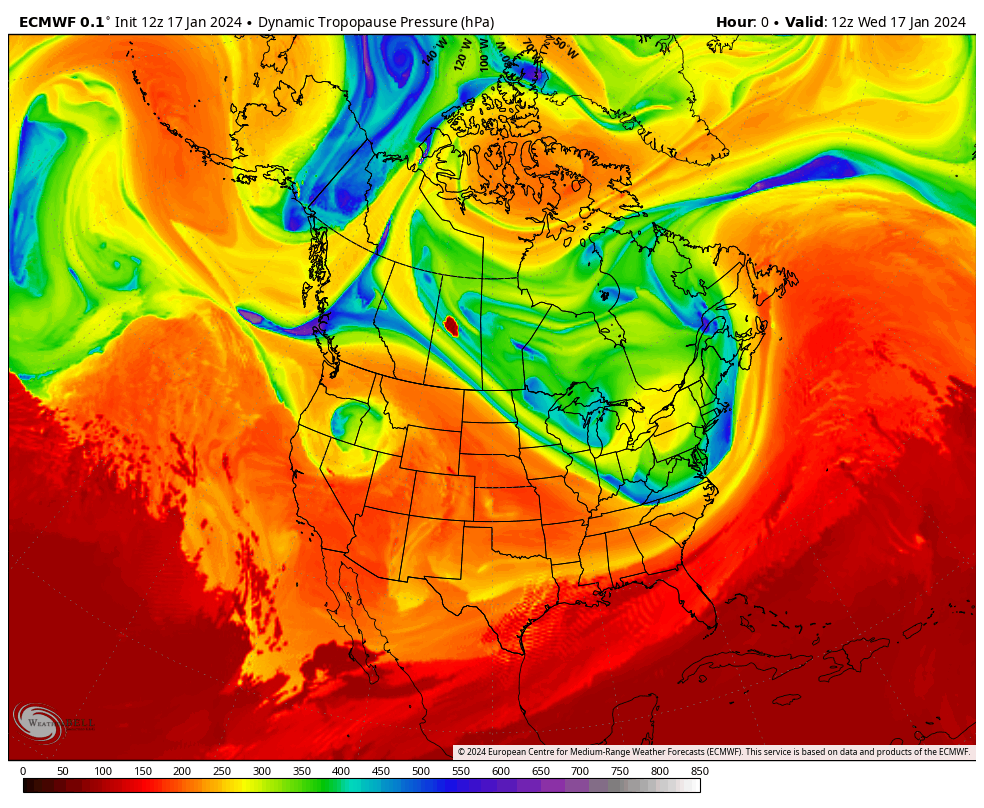 ECMWF 0.1° Init 12z 17 Jan 2024 • Dynamic Tropopause Pressure (hPa)
Hour: 0 • Valid: 12z Wed 17 Jan 2024
140°W
120°W
100°W
70°W
50°W
© 2024 European Centre for Medium-Range Weather Forecasts (ECMWF). This service is based on data and products of the ECMWF.
0 50 100 150 200 250 300 350 400 450 500 550 600 650 700 750 800 850